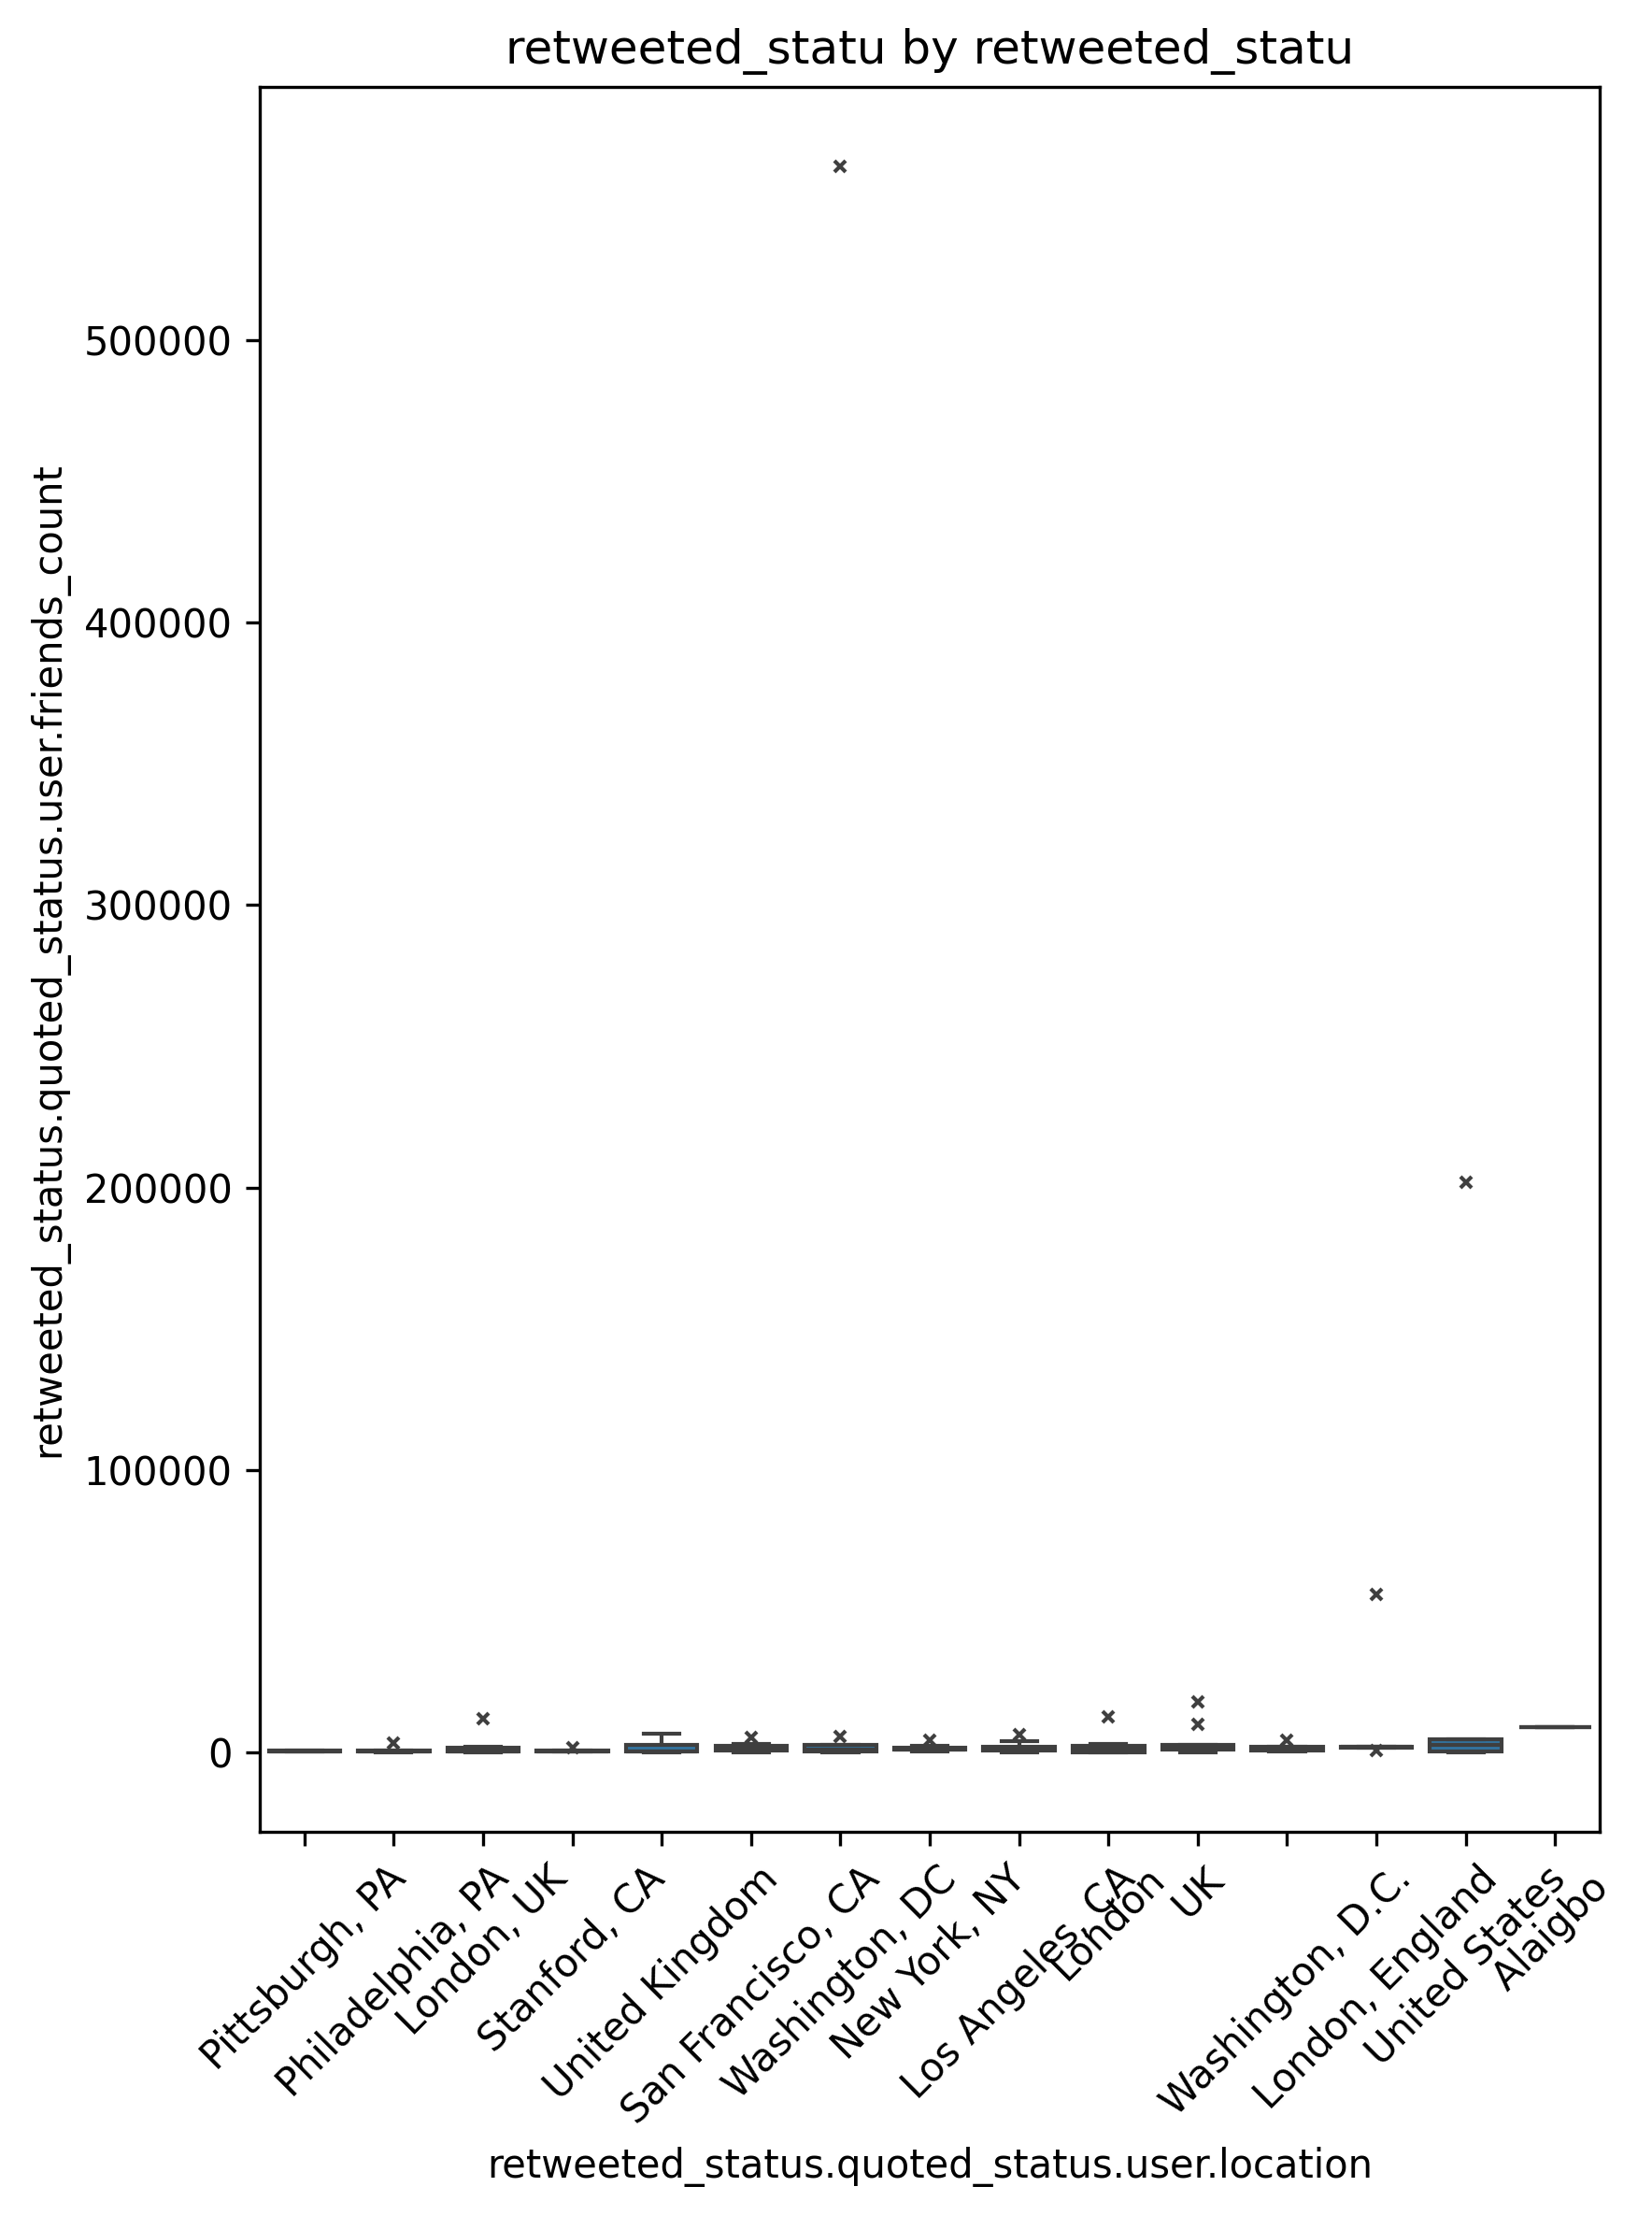 retweeted_statu by retweeted_statu
retweeted_status.quoted_status.user.friends_count
500000
400000
300000
200000
100000
0
Pittsburgh, PA
Philadelphia, PA
London, UK
Stanford, CA
United Kingdom
San Francisco, CA
Washington, DC
New York, NY
Los Angeles, CA
London
UK
Washington, D.C.
London, England
United States
Alaigbo
retweeted_status.quoted_status.user.location